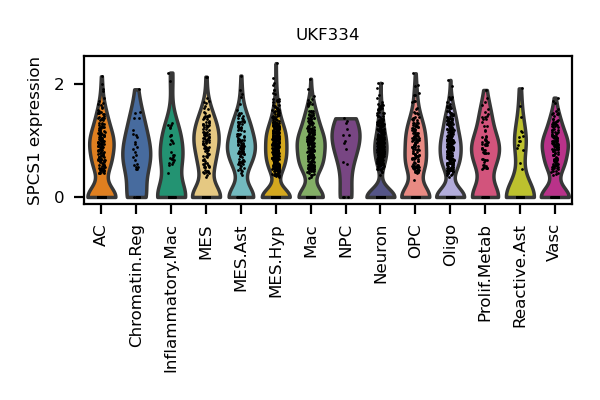 UKF334
SPCS1 expression
2
0
AC
Chromatin.Reg
Inflammatory.Mac
MES
MES.Ast
MES.Hyp
Mac
NPC
Neuron
OPC
Oligo
Prolif.Metab
Reactive.Ast
Vasc